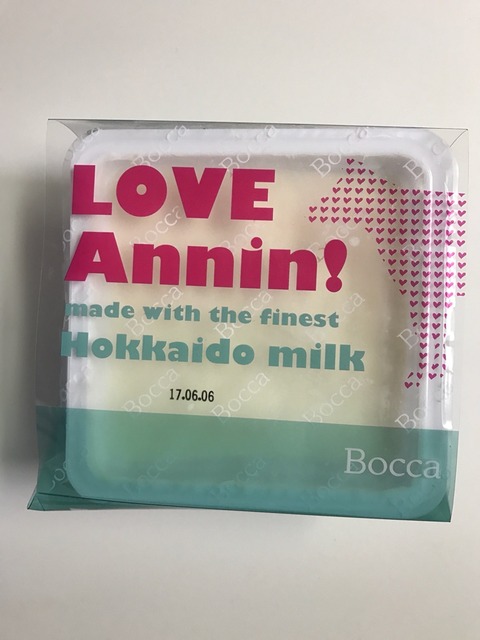 LOVE
Annin!
made with the finest
Hokkaido milk
17.06.06
Bocca